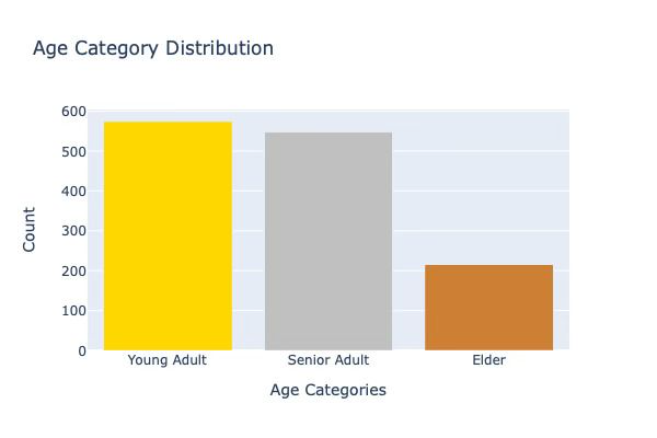 Age Category Distribution
600
500
400
300
200
100
0
Count
Young Adult
Senior Adult
Elder
Age Categories